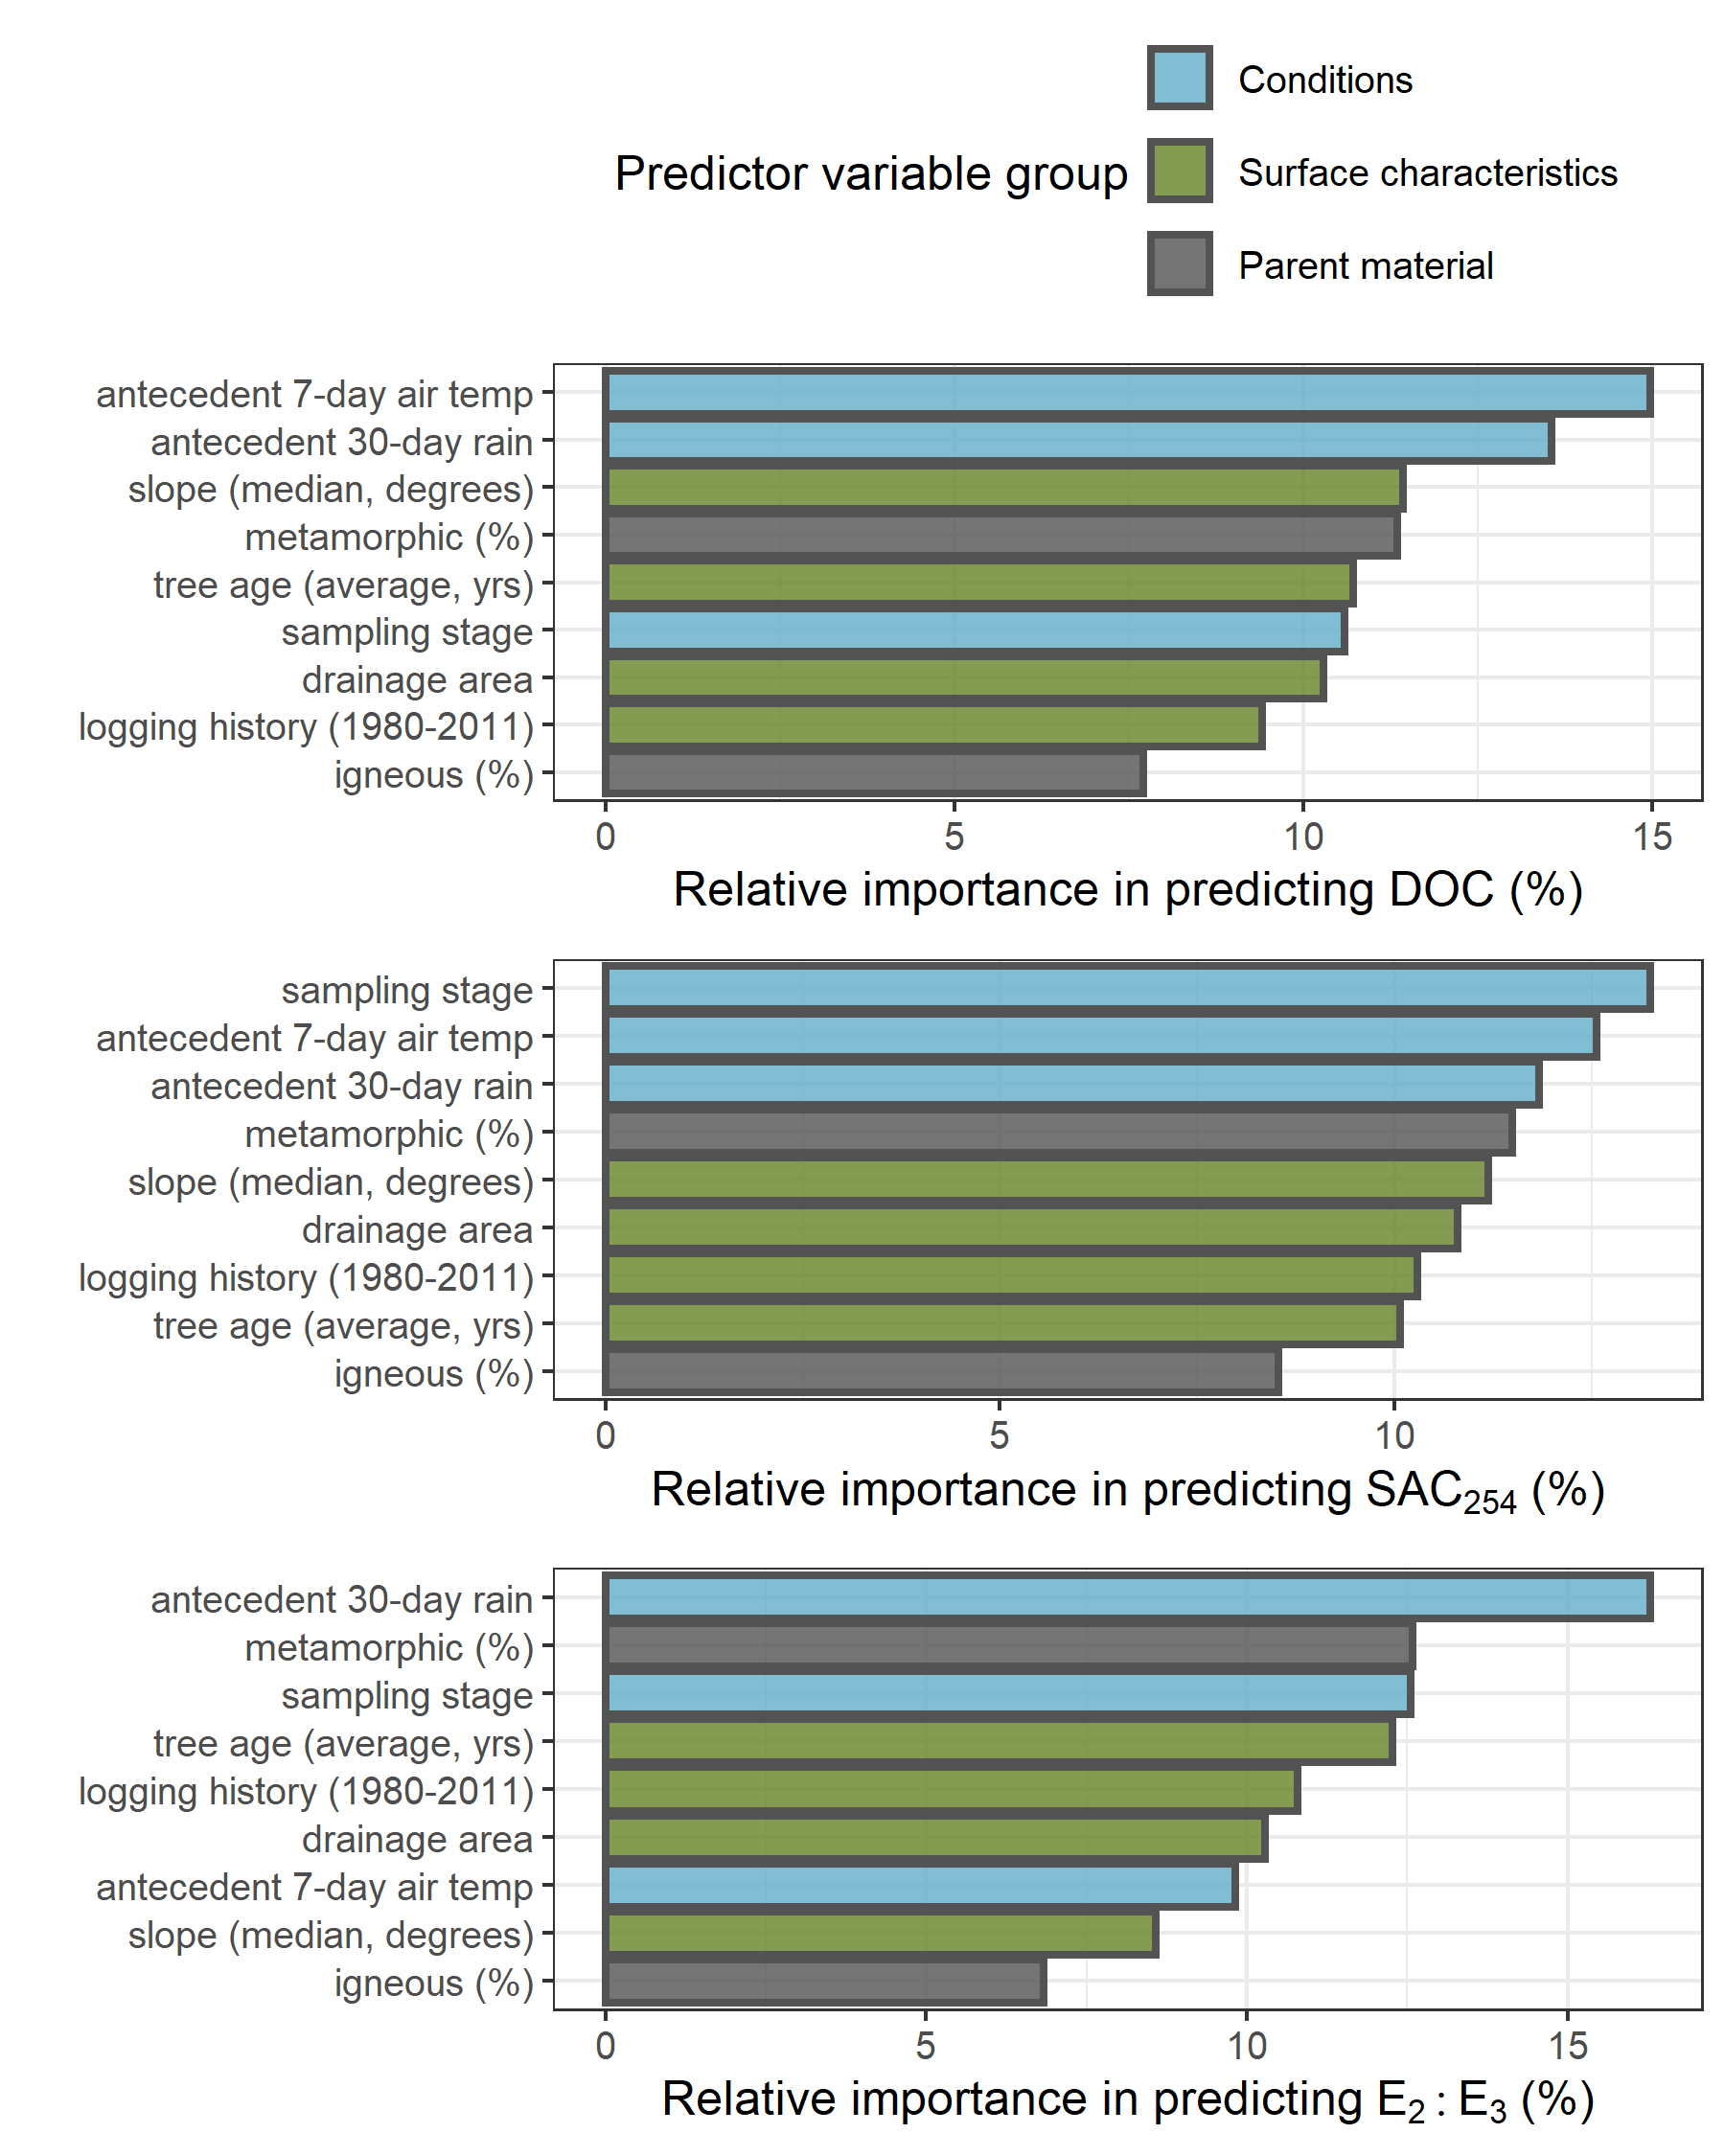 Predictor variable group
Conditions
Surface characteristics
Parent material
antecedent 7-day air temp
antecedent 30-day rain
slope (median, degrees)
metamorphic (%)
tree age (average, yrs)
sampling stage
drainage area
logging history (1980-2011)
igneous (%)
0 5 10 15
Relative importance in predicting DOC (%)
sampling stage
antecedent 7-day air temp
antecedent 30-day rain
metamorphic (%)
slope (median, degrees)
drainage area
logging history (1980-2011)
tree age (average, yrs)
igneous (%)
0 5 10
Relative importance in predicting SAC₂₅₄ (%)
antecedent 30-day rain
metamorphic (%)
sampling stage
tree age (average, yrs)
logging history (1980-2011)
drainage area
antecedent 7-day air temp
slope (median, degrees)
igneous (%)
0 5 10 15
Relative importance in predicting E₂ : E₃ (%)